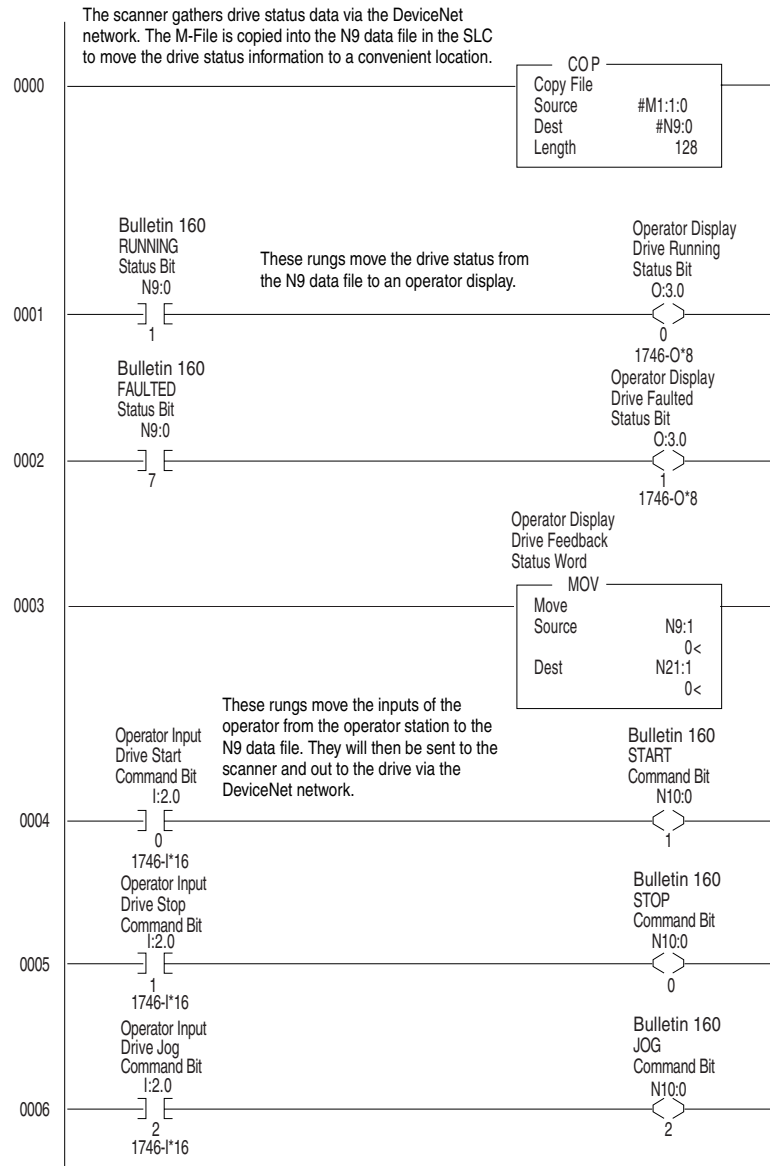 The scanner gathers drive status data via the DeviceNet
network. The M-File is copied into the N9 data file in the SLC
to move the drive status information to a convenient location.
0000
COP
Copy File
Source #M1:1:0
Dest #N9:0
Length 128
Bulletin 160
RUNNING
Status Bit
N9:0
1
These rungs move the drive status from
the N9 data file to an operator display.
Operator Display
Drive Running
Status Bit
O:3.0
0
1746-O*8
0001
Bulletin 160
FAULTED
Status Bit
N9:0
7
Operator Display
Drive Faulted
Status Bit
O:3.0
1
1746-O*8
0002
Operator Display
Drive Feedback
Status Word
0003
MOV
Move
Source N9:1
0<
Dest N21:1
0<
These rungs move the inputs of the
operator from the operator station to the
N9 data file. They will then be sent to the
scanner and out to the drive via the
DeviceNet network.
Operator Input
Drive Start
Command Bit
I:2.0
0
1746-I*16
Bulletin 160
START
Command Bit
N10:0
1
0004
Operator Input
Drive Stop
Command Bit
I:2.0
1
1746-I*16
Bulletin 160
STOP
Command Bit
N10:0
0
0005
Operator Input
Drive Jog
Command Bit
I:2.0
2
1746-I*16
Bulletin 160
JOG
Command Bit
N10:0
2
0006